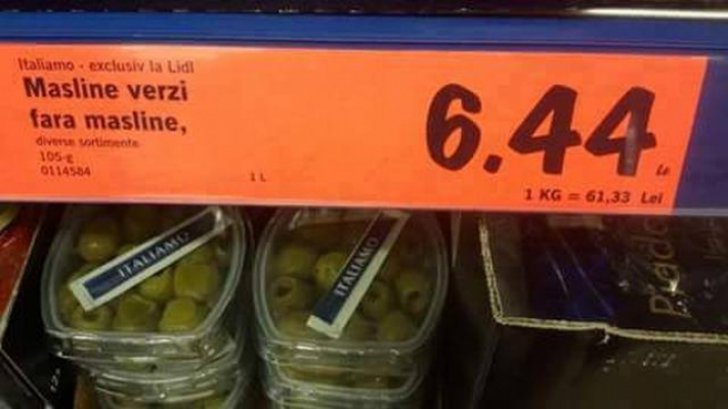 Italiamo - exclusiv la Lidl
Masline verzi
fara masline,
diverse sortimente
105-g
0114584
1 L
6.44
1 KG = 61,33 Lei
ITALIAMO
ITALIAMO